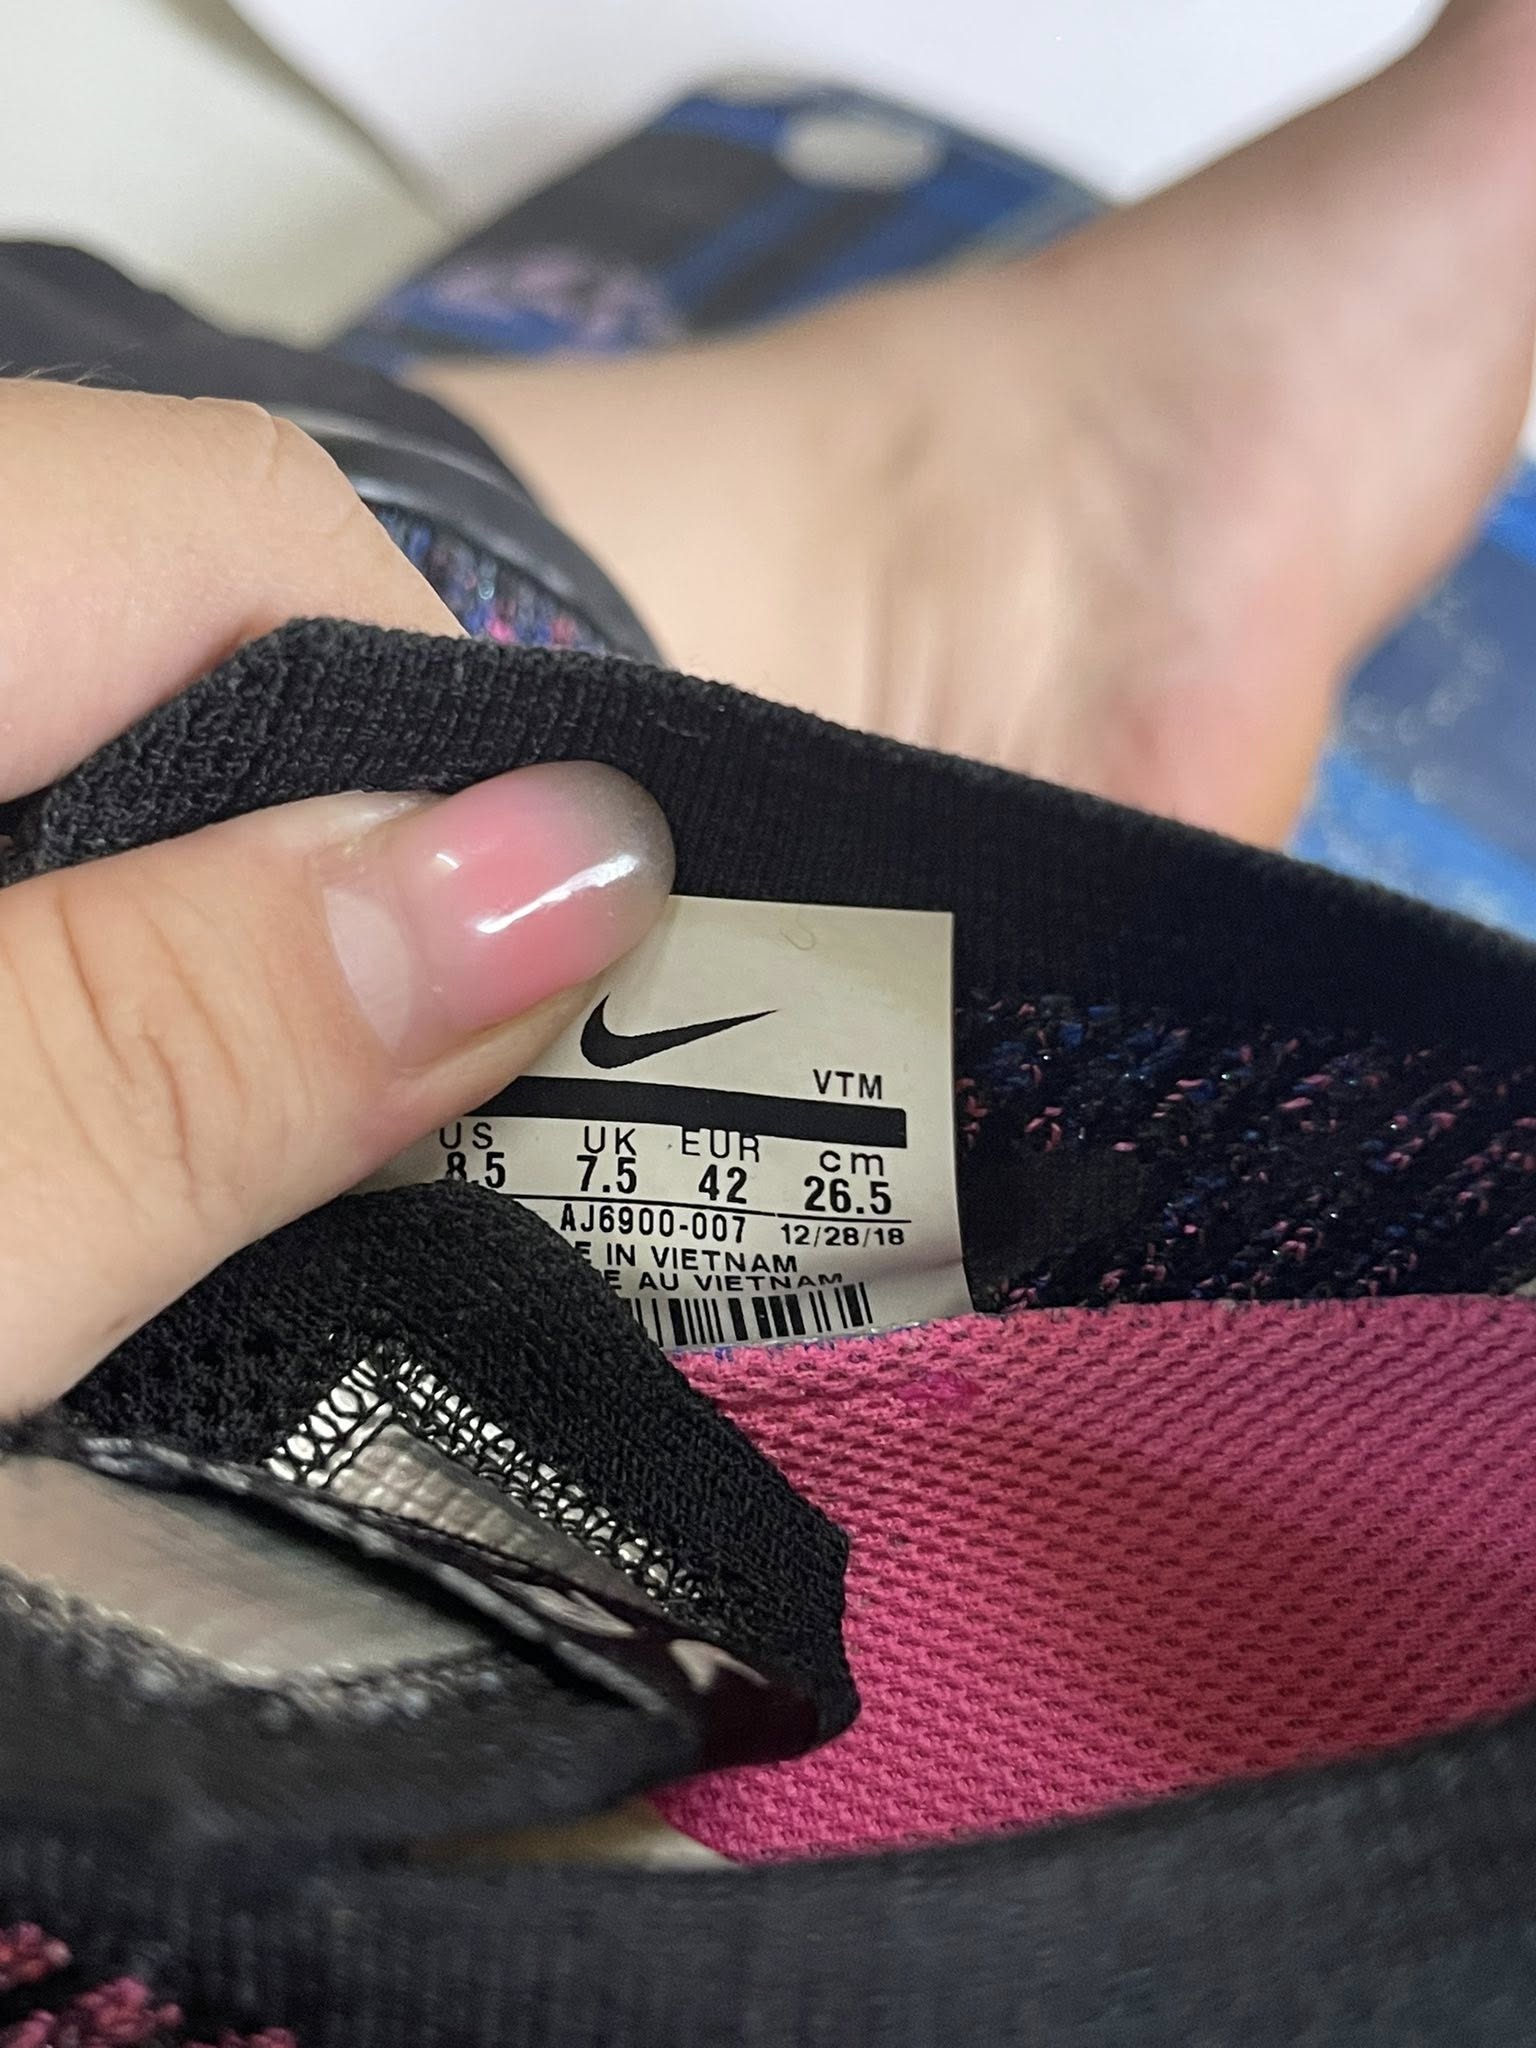 VTM
US UK EUR cm
8.5 7.5 42 26.5
AJ6900-007 12/28/18
IN VIETNAM
AU VIETNAM